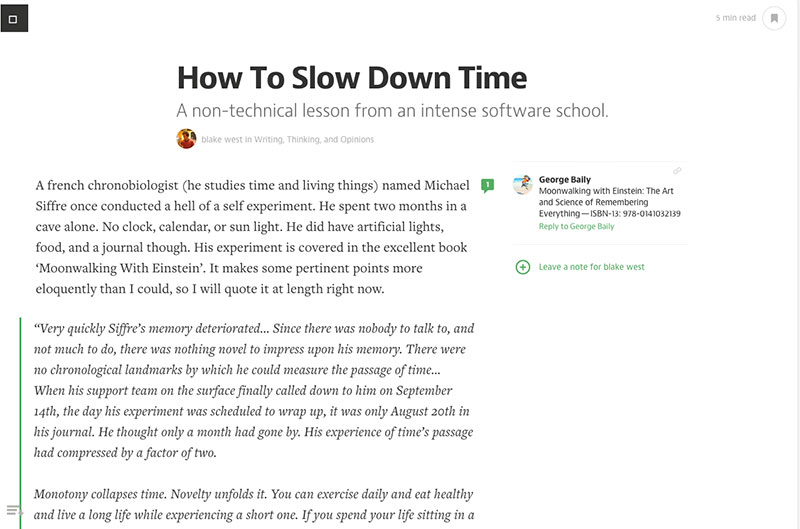 5 min read
How To Slow Down Time
A non-technical lesson from an intense software school.
blake west in Writing, Thinking, and Opinions
A french chronobiologist (he studies time and living things) named Michael
Siffre once conducted a hell of a self experiment. He spent two months in a
cave alone. No clock, calendar, or sun light. He did have artificial lights,
food, and a journal though. His experiment is covered in the excellent book
‘Moonwalking With Einstein’. It makes some pertinent points more
eloquently than I could, so I will quote it at length right now.
1
George Baily
Moonwalking with Einstein: The Art
and Science of Remembering
Everything — ISBN-13: 978-0141032139
Reply to George Baily
Leave a note for blake west
“Very quickly Siffre’s memory deteriorated... Since there was nobody to talk to, and
not much to do, there was nothing novel to impress upon his memory. There were
no chronological landmarks by which he could measure the passage of time...
When his support team on the surface finally called down to him on September
14th, the day his experiment was scheduled to wrap up, it was only August 20th in
his journal. He thought only a month had gone by. His experience of time’s passage
had compressed by a factor of two.
Monotony collapses time. Novelty unfolds it. You can exercise daily and eat healthy
and live a long life while experiencing a short one. If you spend your life sitting in a